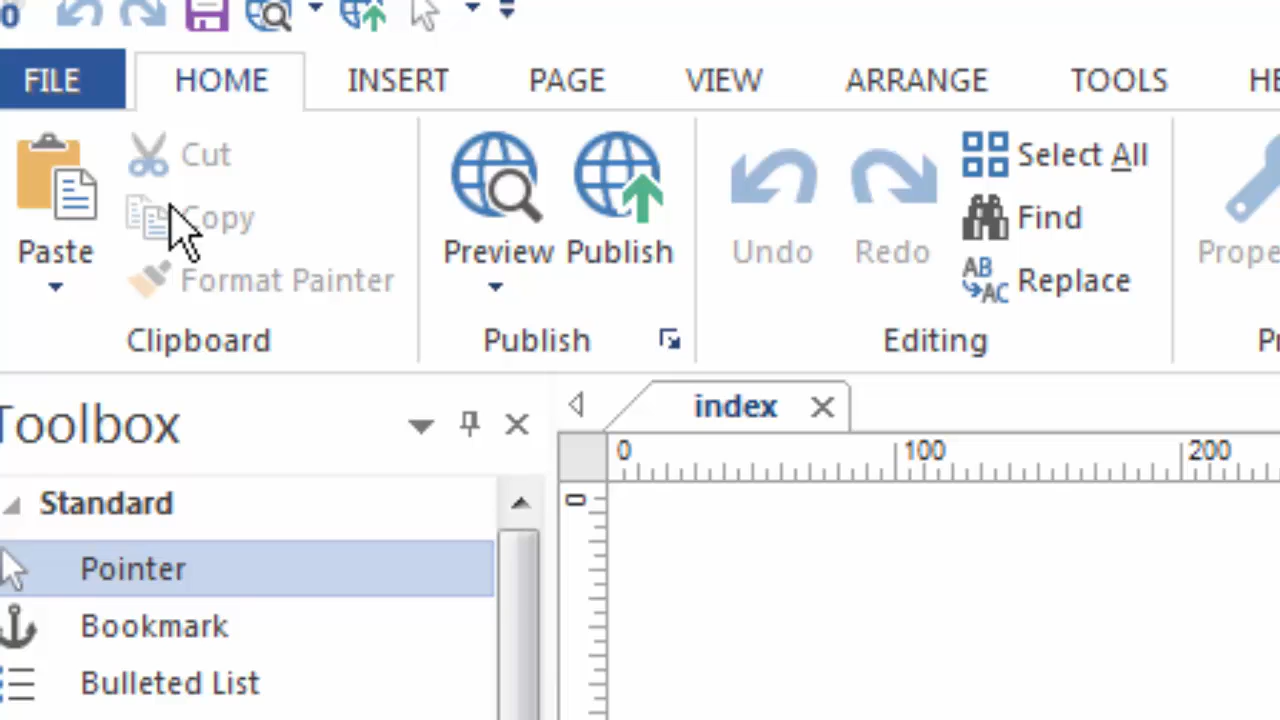 FILE HOME INSERT PAGE VIEW ARRANGE TOOLS
Cut
Copy
Format Painter
Paste
Clipboard
Preview Publish
Publish
Undo Redo
Select All
Find
Replace
Editing
Toolbox
index
0 100 200
0
Standard
Pointer
Bookmark
Bulleted List